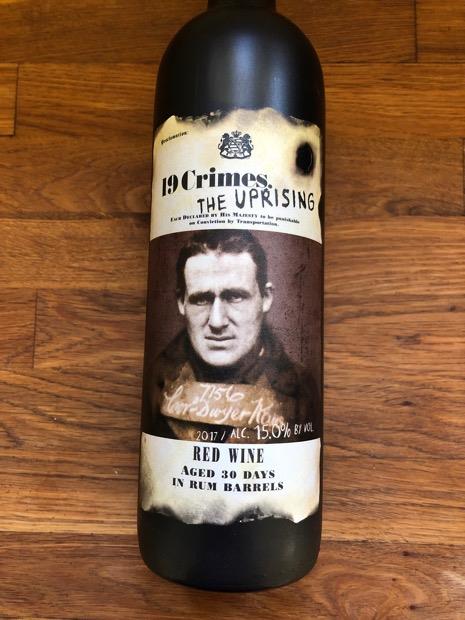 Proclamation:
19 Crimes.
THE UPRISING
EACH DECLARED BY HIS MAJESTY to be punishable
on Conviction by Transportation.
7756
2017 / ALC. 15.0% BY VOL.
RED WINE
AGED 30 DAYS
IN RUM BARRELS